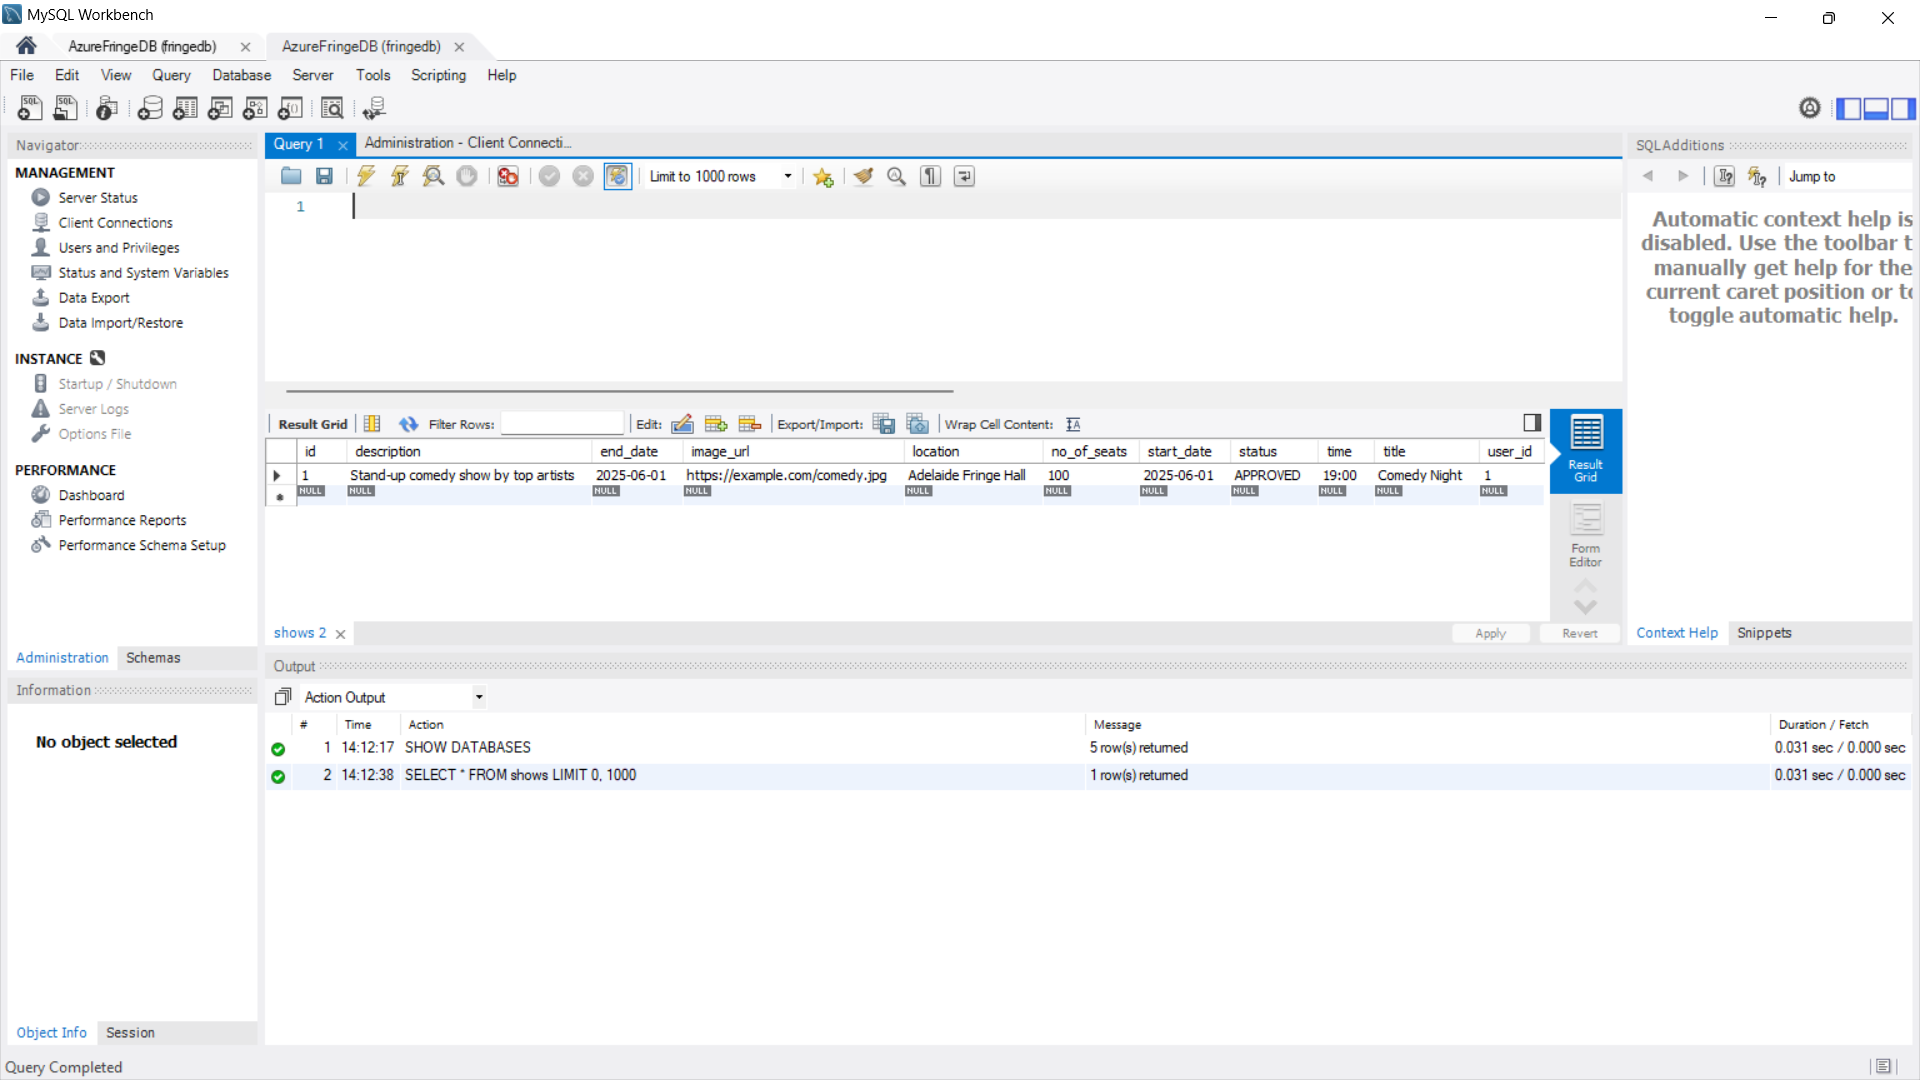 MySQL Workbench
AzureFringeDB (fringedb)
AzureFringeDB (fringedb)
File Edit View Query Database Server Tools Scripting Help
Navigator
MANAGEMENT
Server Status
Client Connections
Users and Privileges
Status and System Variables
Data Export
Data Import/Restore
INSTANCE
Startup / Shutdown
Server Logs
Options File
PERFORMANCE
Dashboard
Performance Reports
Performance Schema Setup
Administration Schemas
Information
No object selected
Object Info Session
Query 1 Administration - Client Connecti...
Limit to 1000 rows
1
Result Grid Filter Rows: Edit: Export/Import: Wrap Cell Content:
id description end_date image_url location no_of_seats start_date status time title user_id
1 Stand-up comedy show by top artists 2025-06-01 https://example.com/comedy.jpg Adelaide Fringe Hall 100 2025-06-01 APPROVED 19:00 Comedy Night 1
NULL NULL NULL NULL NULL NULL NULL NULL NULL NULL NULL
Result
Grid
Form
Editor
shows 2
Apply Revert
SQLAdditions
Jump to
Automatic context help is
disabled. Use the toolbar t
manually get help for the
current caret position or to
toggle automatic help.
Context Help Snippets
Output
Action Output
# Time Action Message Duration / Fetch
1 14:12:17 SHOW DATABASES 5 row(s) returned 0.031 sec / 0.000 sec
2 14:12:38 SELECT * FROM shows LIMIT 0, 1000 1 row(s) returned 0.031 sec / 0.000 sec
Query Completed